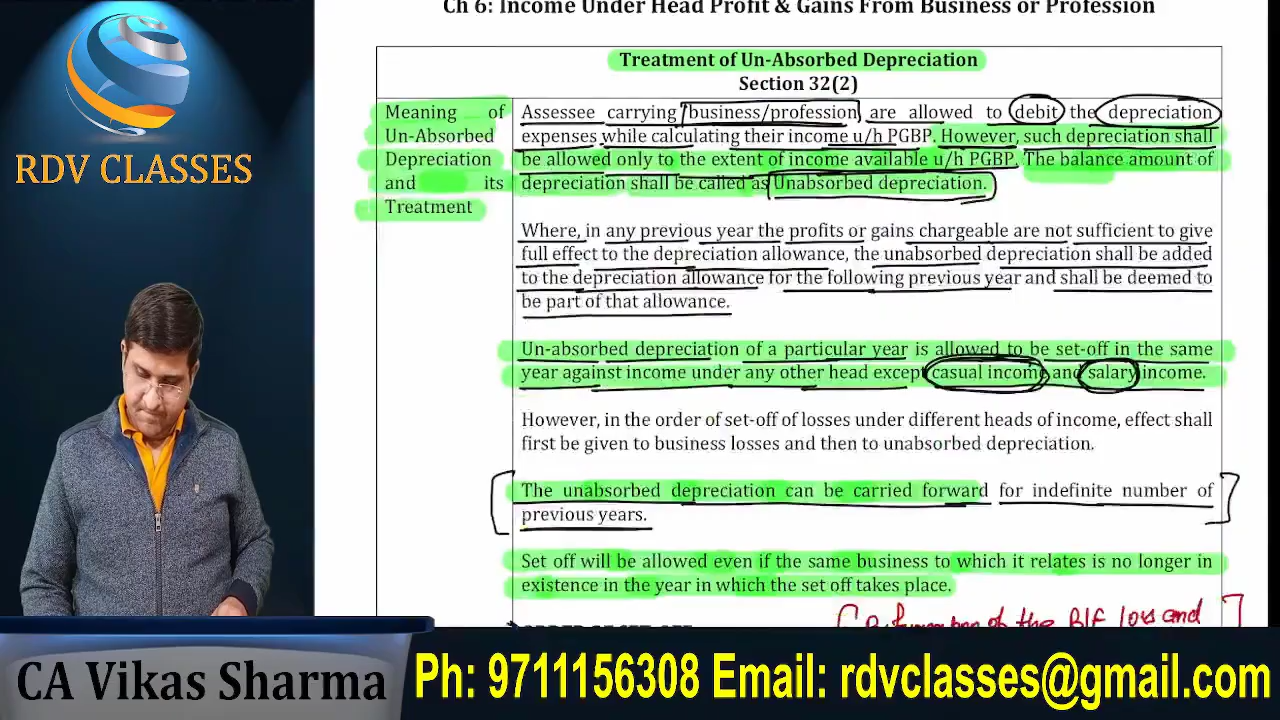 Ch 6: Income Under Head Profit & Gains From Business or Profession
Treatment of Un-Absorbed Depreciation
Section 32(2)
Meaning of Un-Absorbed Depreciation and its Treatment
Assessee carrying business/profession are allowed to debit the depreciation
expenses while calculating their income u/h PGBP. However, such depreciation shall
be allowed only to the extent of income available u/h PGBP. The balance amount of
depreciation shall be called as Unabsorbed depreciation.
Where, in any previous year the profits or gains chargeable are not sufficient to give
full effect to the depreciation allowance, the unabsorbed depreciation shall be added
to the depreciation allowance for the following previous year and shall be deemed to
be part of that allowance.
Un-absorbed depreciation of a particular year is allowed to be set-off in the same
year against income under any other head except casual income and salary income.
However, in the order of set-off of losses under different heads of income, effect shall
first be given to business losses and then to unabsorbed depreciation.
The unabsorbed depreciation can be carried forward for indefinite number of
previous years.
Set off will be allowed even if the same business to which it relates is no longer in
existence in the year in which the set off takes place.
of the B/F loss and
RDV CLASSES
CA Vikas Sharma
Ph: 9711156308 Email: rdvclasses@gmail.com